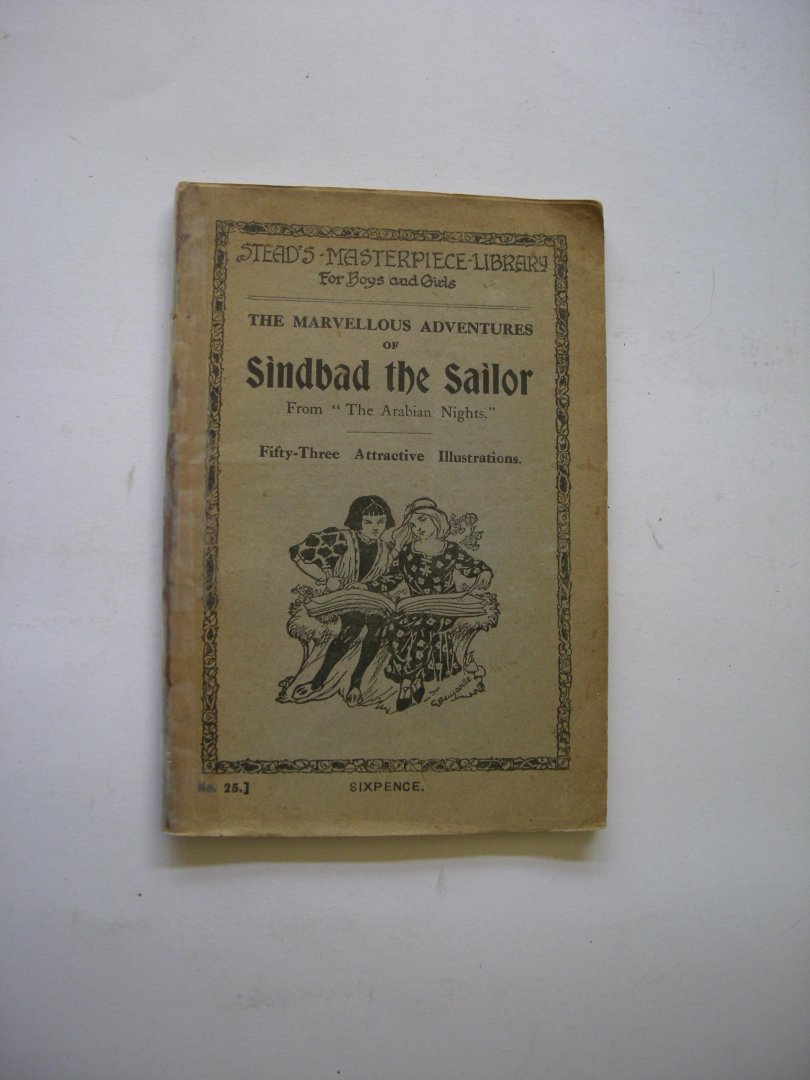 STEAD'S-MASTERPIECE-LIBRARY
For Boys and Girls
THE MARVELLOUS ADVENTURES
OF
Sindbad the Sailor
From "The Arabian Nights."
Fifty-Three Attractive Illustrations.
No. 25.]
SIXPENCE.